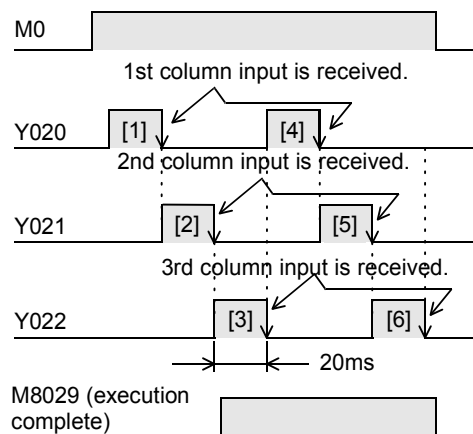 M0
1st column input is received.
Y020
[1]
[4]
2nd column input is received.
Y021
[2]
[5]
3rd column input is received.
Y022
[3]
[6]
20ms
M8029 (execution
complete)